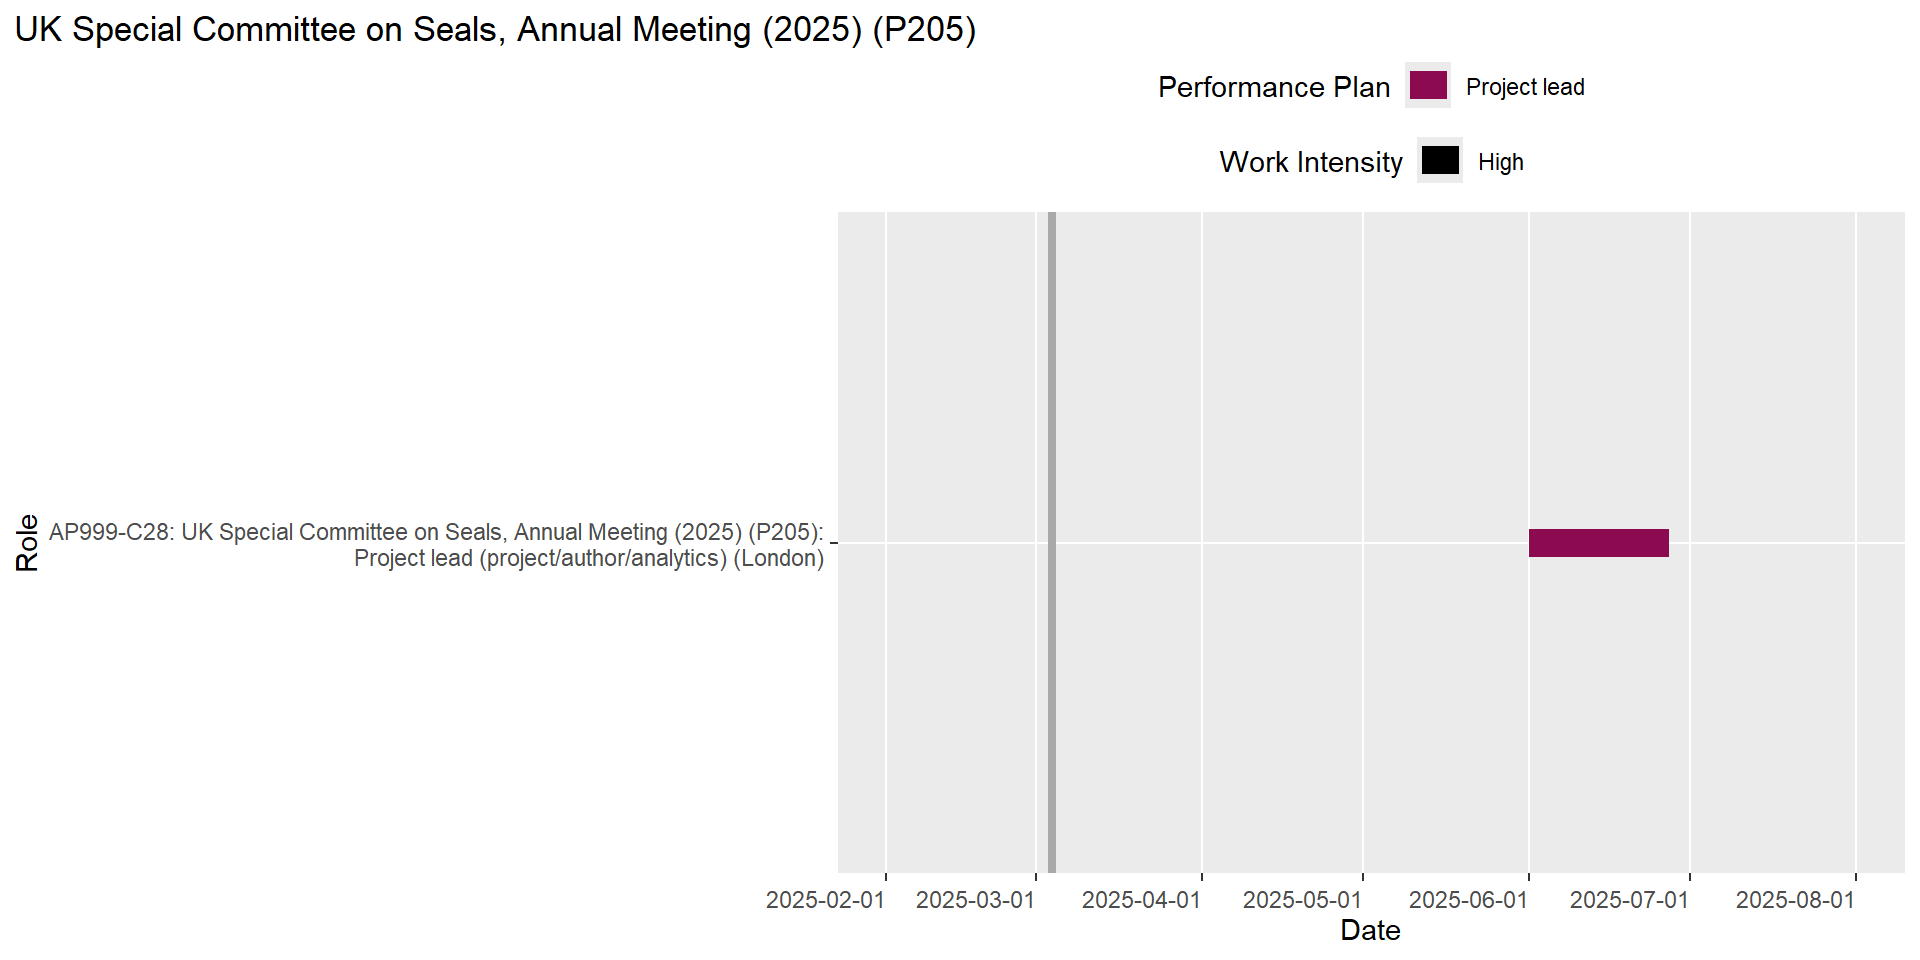 UK Special Committee on Seals, Annual Meeting (2025) (P205)
Performance Plan Project lead
Work Intensity High
Role
AP999-C28: UK Special Committee on Seals, Annual Meeting (2025) (P205):
Project lead (project/author/analytics) (London)
2025-02-01 2025-03-01 2025-04-01 2025-05-01 2025-06-01 2025-07-01 2025-08-01
Date